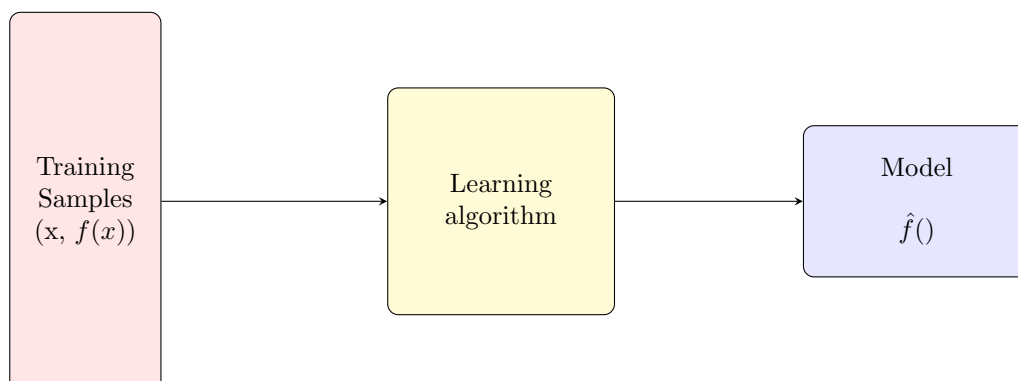 Training
Samples
(x, f(x))
Learning
algorithm
Model
f̂()